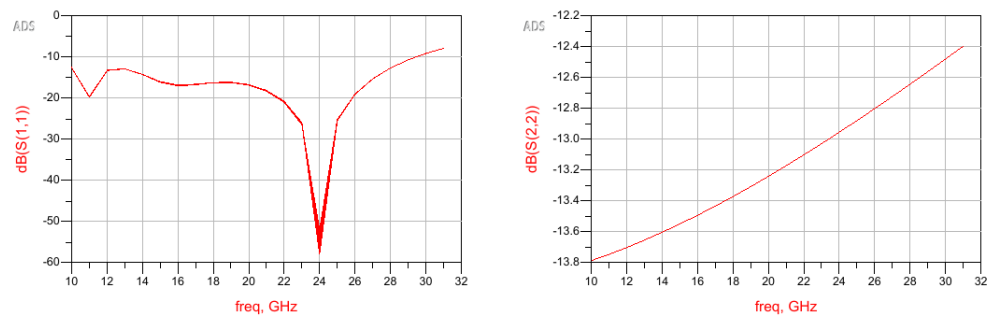 ADS
0
-10
-20
-30
-40
-50
-60
dB(S(1,1))
10 12 14 16 18 20 22 24 26 28 30 32
freq, GHz
ADS
-12.2
-12.4
-12.6
-12.8
-13.0
-13.2
-13.4
-13.6
-13.8
dB(S(2,2))
10 12 14 16 18 20 22 24 26 28 30 32
freq, GHz